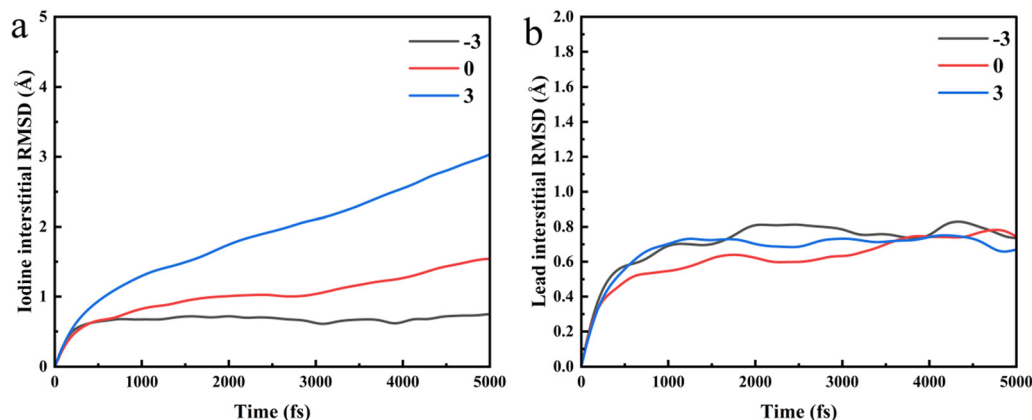 a
5
4
3
2
1
0
0 1000 2000 3000 4000 5000
Iodine interstitial RMSD (Å)
Time (fs)
-3
0
3
b
2.0
1.8
1.6
1.4
1.2
1.0
0.8
0.6
0.4
0.2
0.0
0 1000 2000 3000 4000 5000
Lead interstitial RMSD (Å)
Time (fs)
-3
0
3